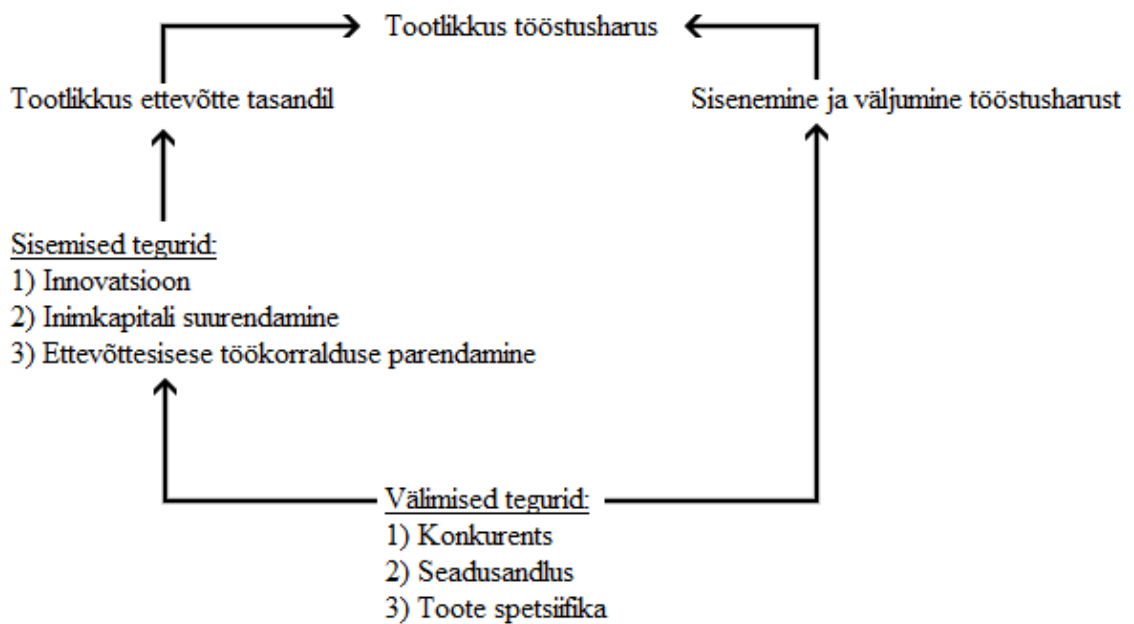 Tootlikkus tööstusharus
Tootlikkus ettevõtte tasandil
Sisenemine ja väljumine tööstusharust
Sisemised tegurid:
1) Innovatsioon
2) Inimkapitali suurendamine
3) Ettevõttesisese töökorralduse parendamine
Välimised tegurid:
1) Konkurents
2) Seadusandlus
3) Toote spetsiifika